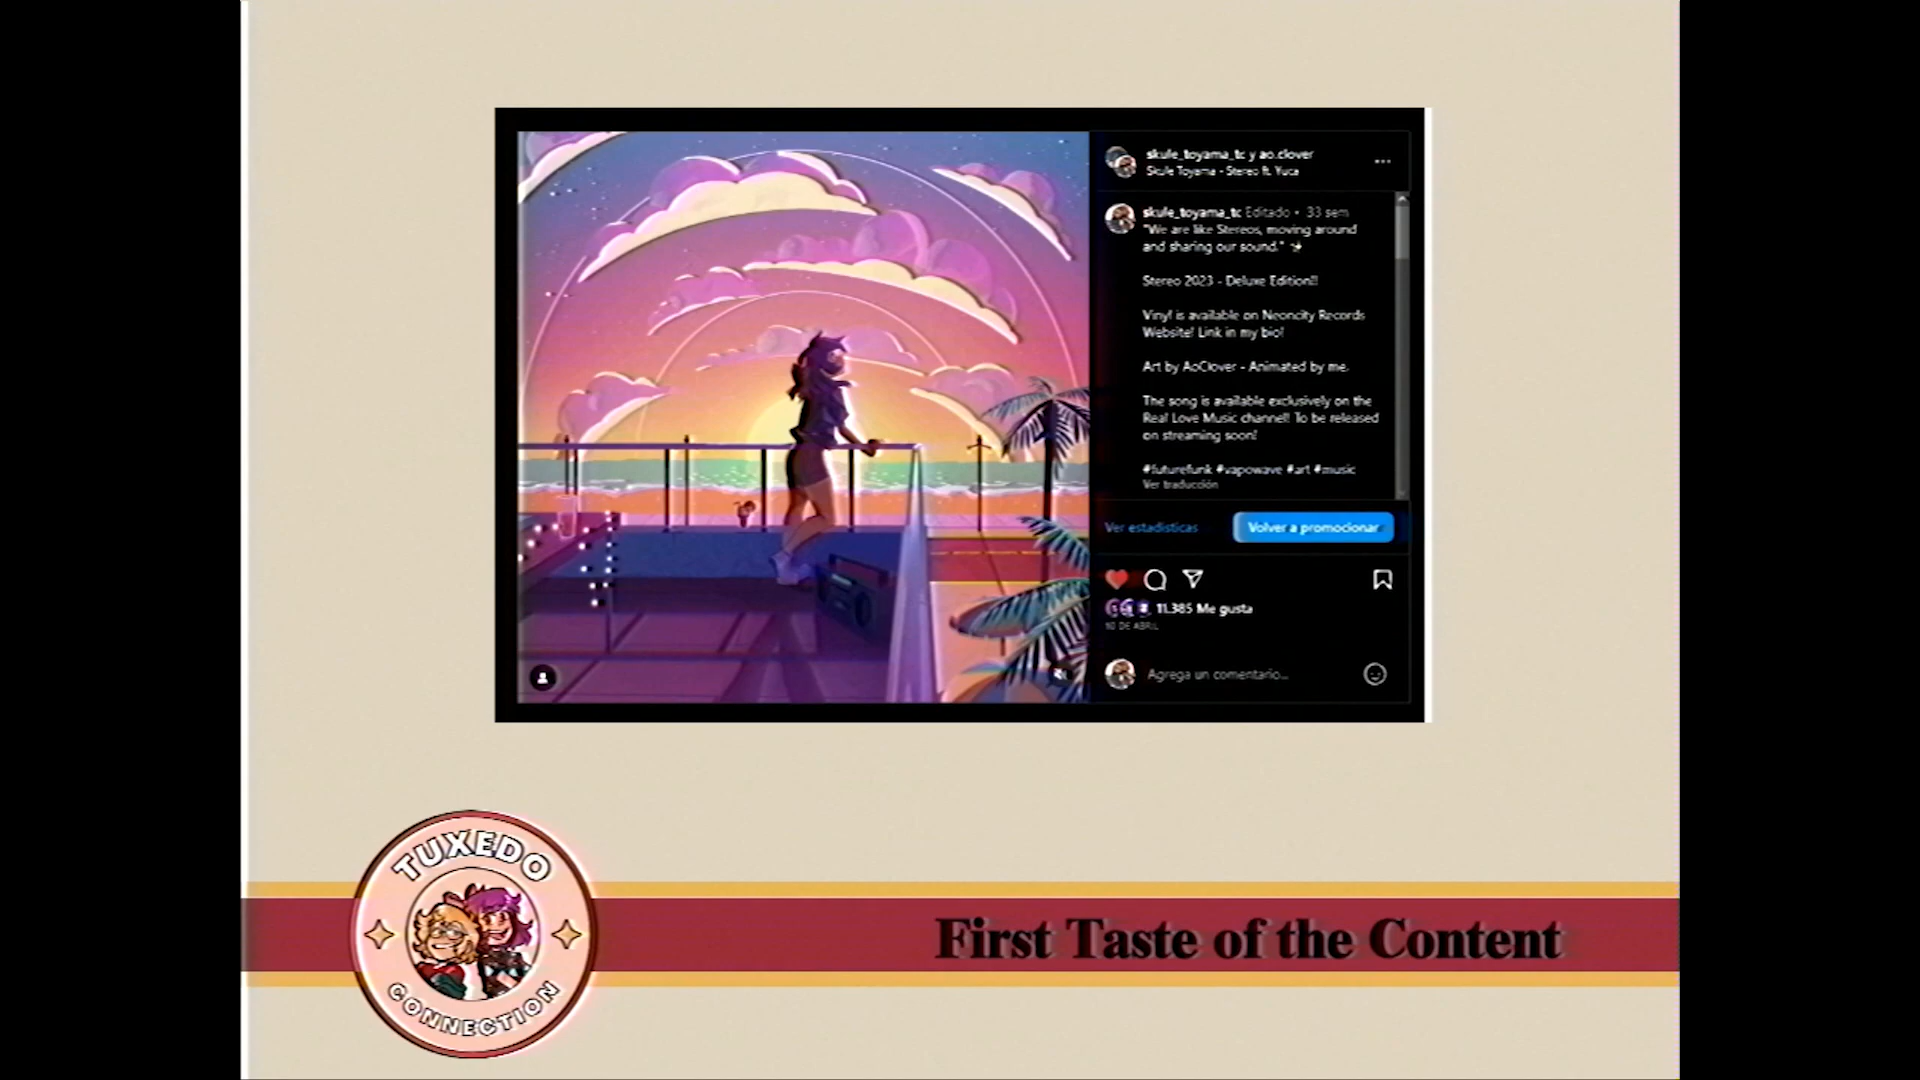 skule_toyama_tc y ao.clover
Skule Toyama - Stereo ft. Yuca
skule_toyama_tc Editado • 33 sem
"We are like Stereos, moving around
and sharing our sound."
Stereo 2023 - Deluxe Edition!!
Vinyl is available on Neoncity Records
Website! Link in my bio!
Art by AoClover - Animated by me.
The song is available exclusively on the
Real Love Music channel! To be released
on streaming soon!
#futurefunk #vapowave #art #music
Ver traducción
Ver estadísticas
Volver a promocionar
11.385 Me gusta
10 DE ABRIL
Agrega un comentario...
TUXEDO
CONNECTION
First Taste of the Content